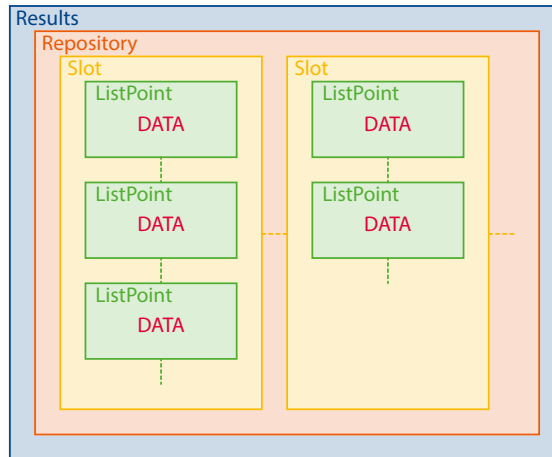 Results
Repository
Slot
ListPoint
DATA
ListPoint
DATA
ListPoint
DATA
Slot
ListPoint
DATA
ListPoint
DATA